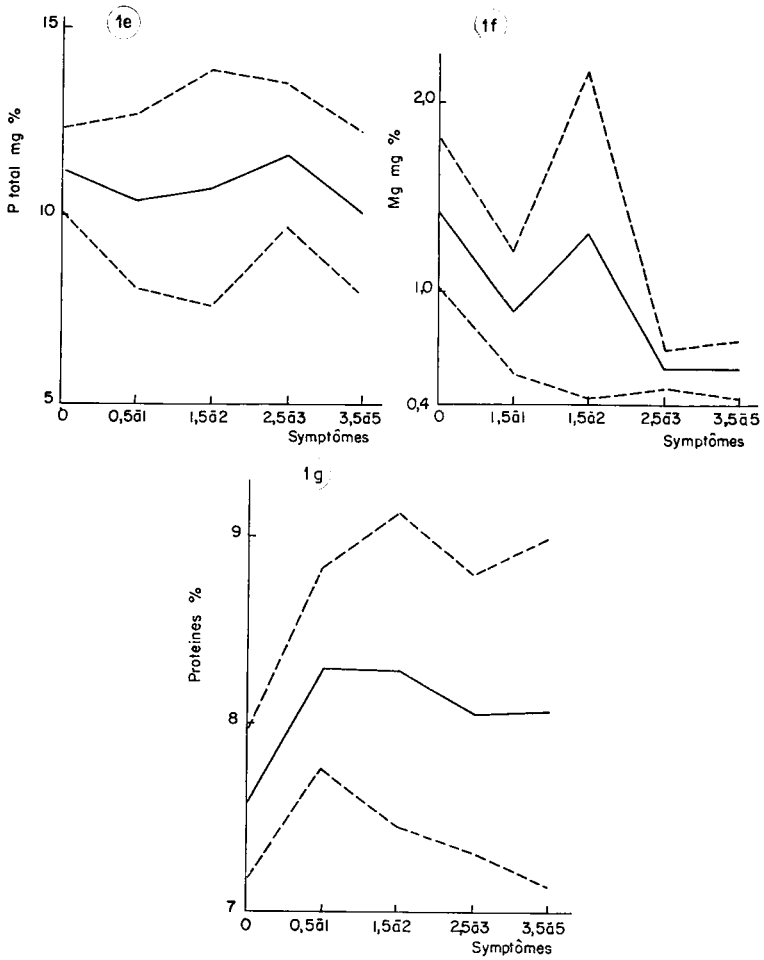 1e
15
10
5
P total mg %
0 0,5à1 1,5à2 2,5à3 3,5à5
Symptômes
1f
2,0
1,0
0,4
Mg mg %
0 1,5à1 1,5à2 2,5à3 3,5à5
Symptômes
1g
9
8
7
Proteines %
0 0,5à1 1,5à2 2,5à3 3,5à5
Symptômes